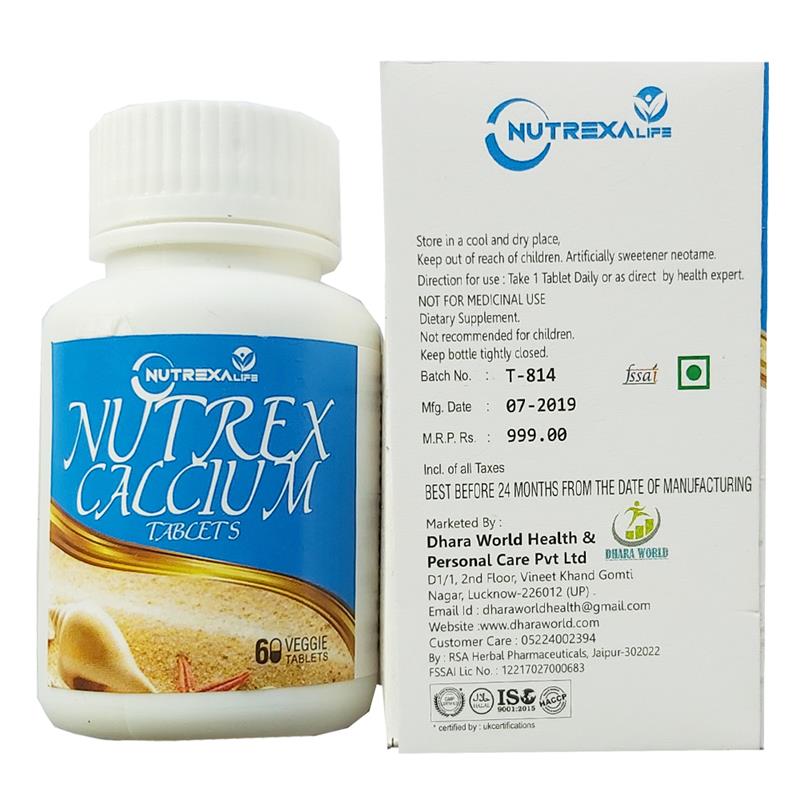 NUTREXA LIFE
NUTREX
CALCIUM
TABLETS
60 VEGGIE
TABLETS
NUTREXA LIFE
Store in a cool and dry place,
Keep out of reach of children. Artificially sweetener neotame.
Direction for use : Take 1 Tablet Daily or as direct by health expert.
NOT FOR MEDICINAL USE
Dietary Supplement.
Not recommended for children.
Keep bottle tightly closed.
Batch No. : T-814
fssai
Mfg. Date : 07-2019
M.R.P. Rs. : 999.00
Incl. of all Taxes
BEST BEFORE 24 MONTHS FROM THE DATE OF MANUFACTURING
Marketed By :
Dhara World Health &
Personal Care Pvt Ltd
DHARA WORLD
D1/1, 2nd Floor, Vineet Khand Gomti
Nagar, Lucknow-226012 (UP) .
Email Id : dharaworldhealth@gmail.com
Website : www.dharaworld.com
Customer Care : 05224002394
By : RSA Herbal Pharmaceuticals, Jaipur-302022
FSSAI Lic No. : 12217027000683
GMP
HALAL
ISO
9001:2015
HACCP
* certified by : ukcertifications